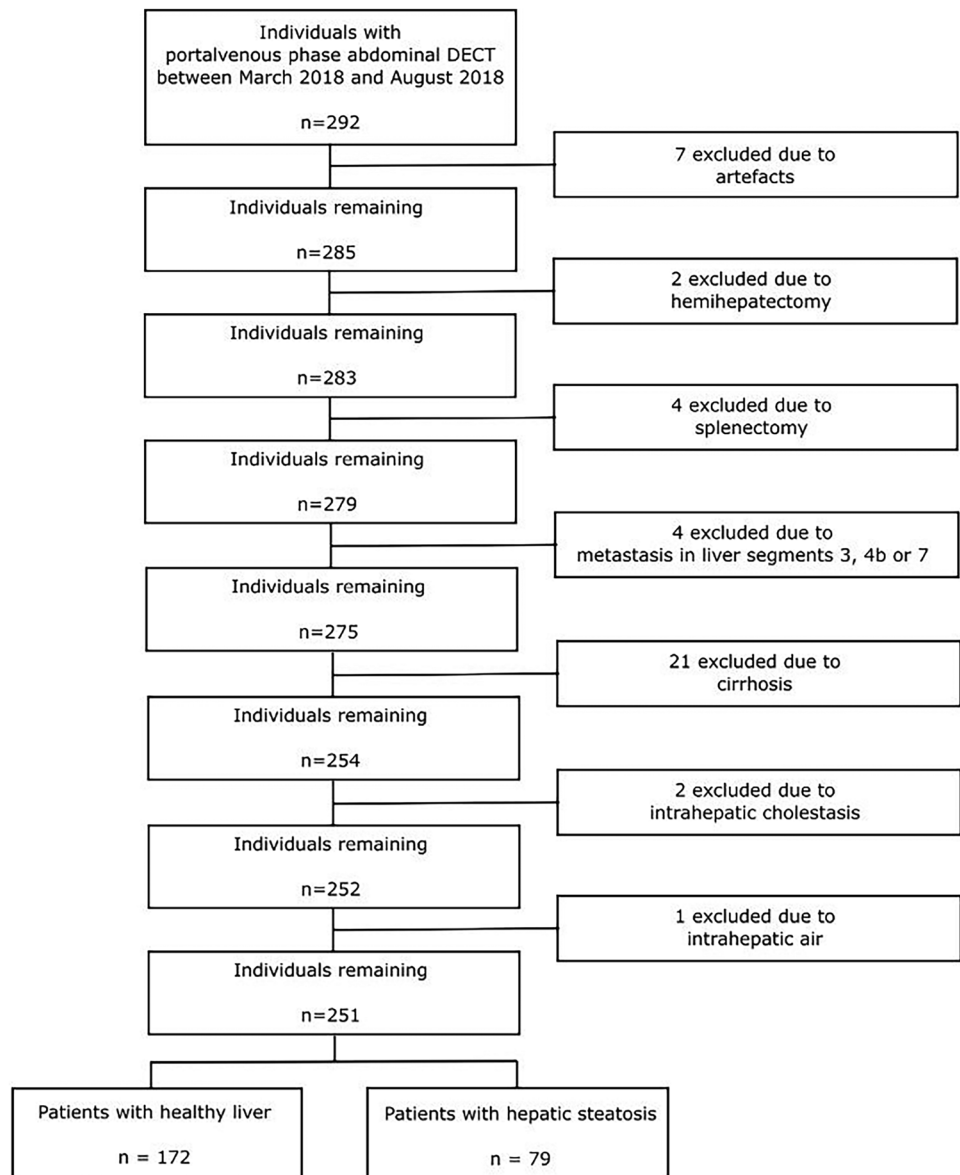 Individuals with
portalvenous phase abdominal DECT
between March 2018 and August 2018
n=292
7 excluded due to
artefacts
Individuals remaining
n=285
2 excluded due to
hemihepatectomy
Individuals remaining
n=283
4 excluded due to
splenectomy
Individuals remaining
n=279
4 excluded due to
metastasis in liver segments 3, 4b or 7
Individuals remaining
n=275
21 excluded due to
cirrhosis
Individuals remaining
n=254
2 excluded due to
intrahepatic cholestasis
Individuals remaining
n=252
1 excluded due to
intrahepatic air
Individuals remaining
n=251
Patients with healthy liver
n = 172
Patients with hepatic steatosis
n = 79